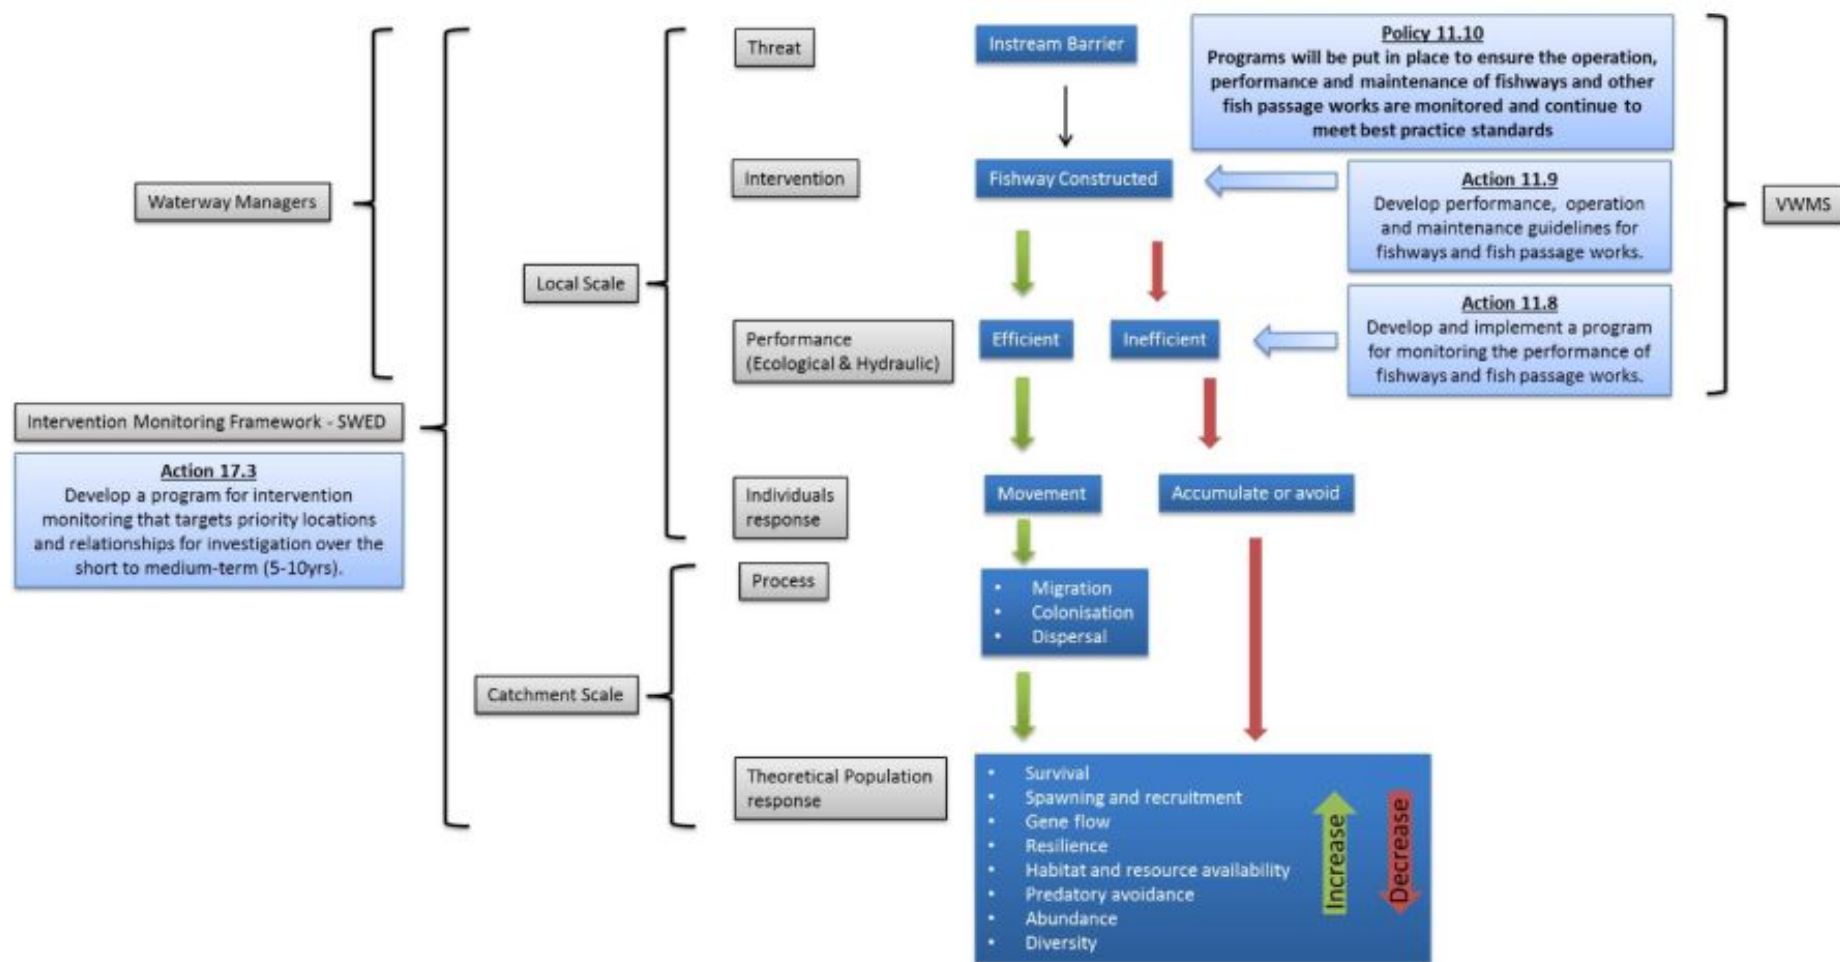 Threat
Instream Barrier
Policy 11.10
Programs will be put in place to ensure the operation,
performance and maintenance of fishways and other
fish passage works are monitored and continue to
meet best practice standards
Waterway Managers
Intervention
Fishway Constructed
Action 11.9
Develop performance, operation
and maintenance guidelines for
fishways and fish passage works.
VWMS
Local Scale
Performance
(Ecological & Hydraulic)
Efficient
Inefficient
Action 11.8
Develop and implement a program
for monitoring the performance of
fishways and fish passage works.
Intervention Monitoring Framework - SWED
Action 17.3
Develop a program for intervention
monitoring that targets priority locations
and relationships for investigation over the
short to medium-term (5-10yrs).
Individuals
response
Movement
Accumulate or avoid
Process
• Migration
• Colonisation
• Dispersal
Catchment Scale
Theoretical Population
response
• Survival
• Spawning and recruitment
• Gene flow
• Resilience
• Habitat and resource availability
• Predatory avoidance
• Abundance
• Diversity
Increase
Decrease